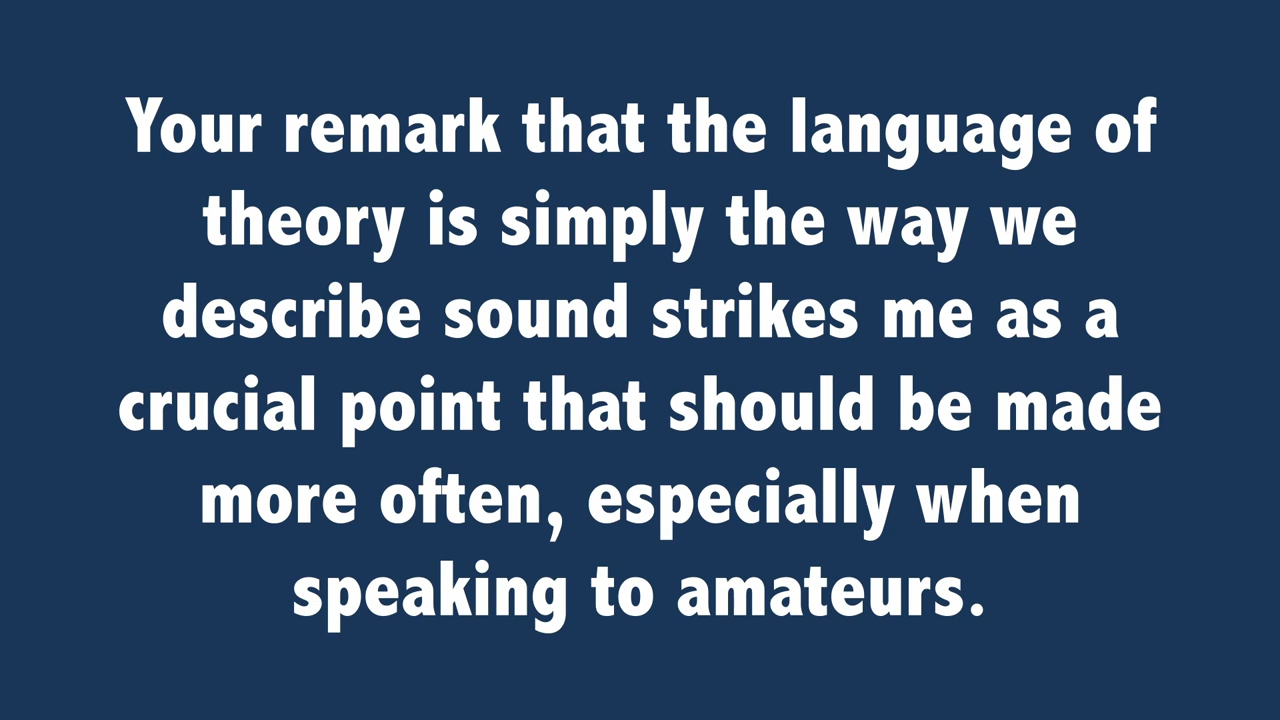 Your remark that the language of
theory is simply the way we
describe sound strikes me as a
crucial point that should be made
more often, especially when
speaking to amateurs.